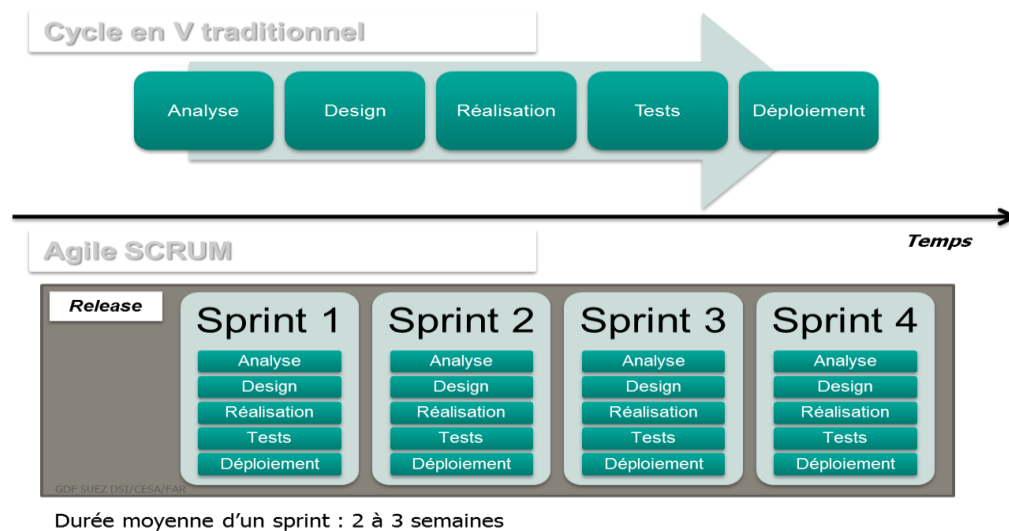 Cycle en V traditionnel
Analyse Design Réalisation Tests Déploiement
Temps
Agile SCRUM
Release
Sprint 1 Sprint 2 Sprint 3 Sprint 4
Analyse Analyse Analyse Analyse
Design Design Design Design
Réalisation Réalisation Réalisation Réalisation
Tests Tests Tests Tests
Déploiement Déploiement Déploiement Déploiement
GDF SUEZ DSI/CESA/FAR
Durée moyenne d'un sprint : 2 à 3 semaines